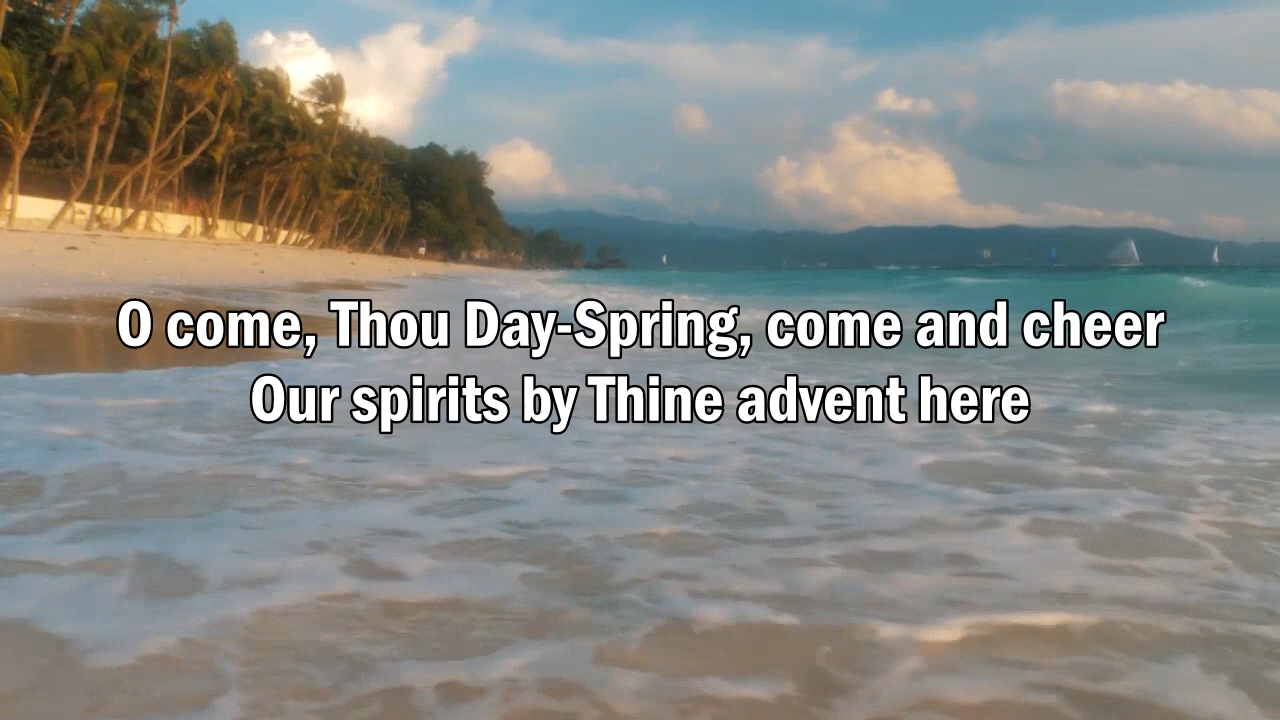 O come, Thou Day-Spring, come and cheer
Our spirits by Thine advent here